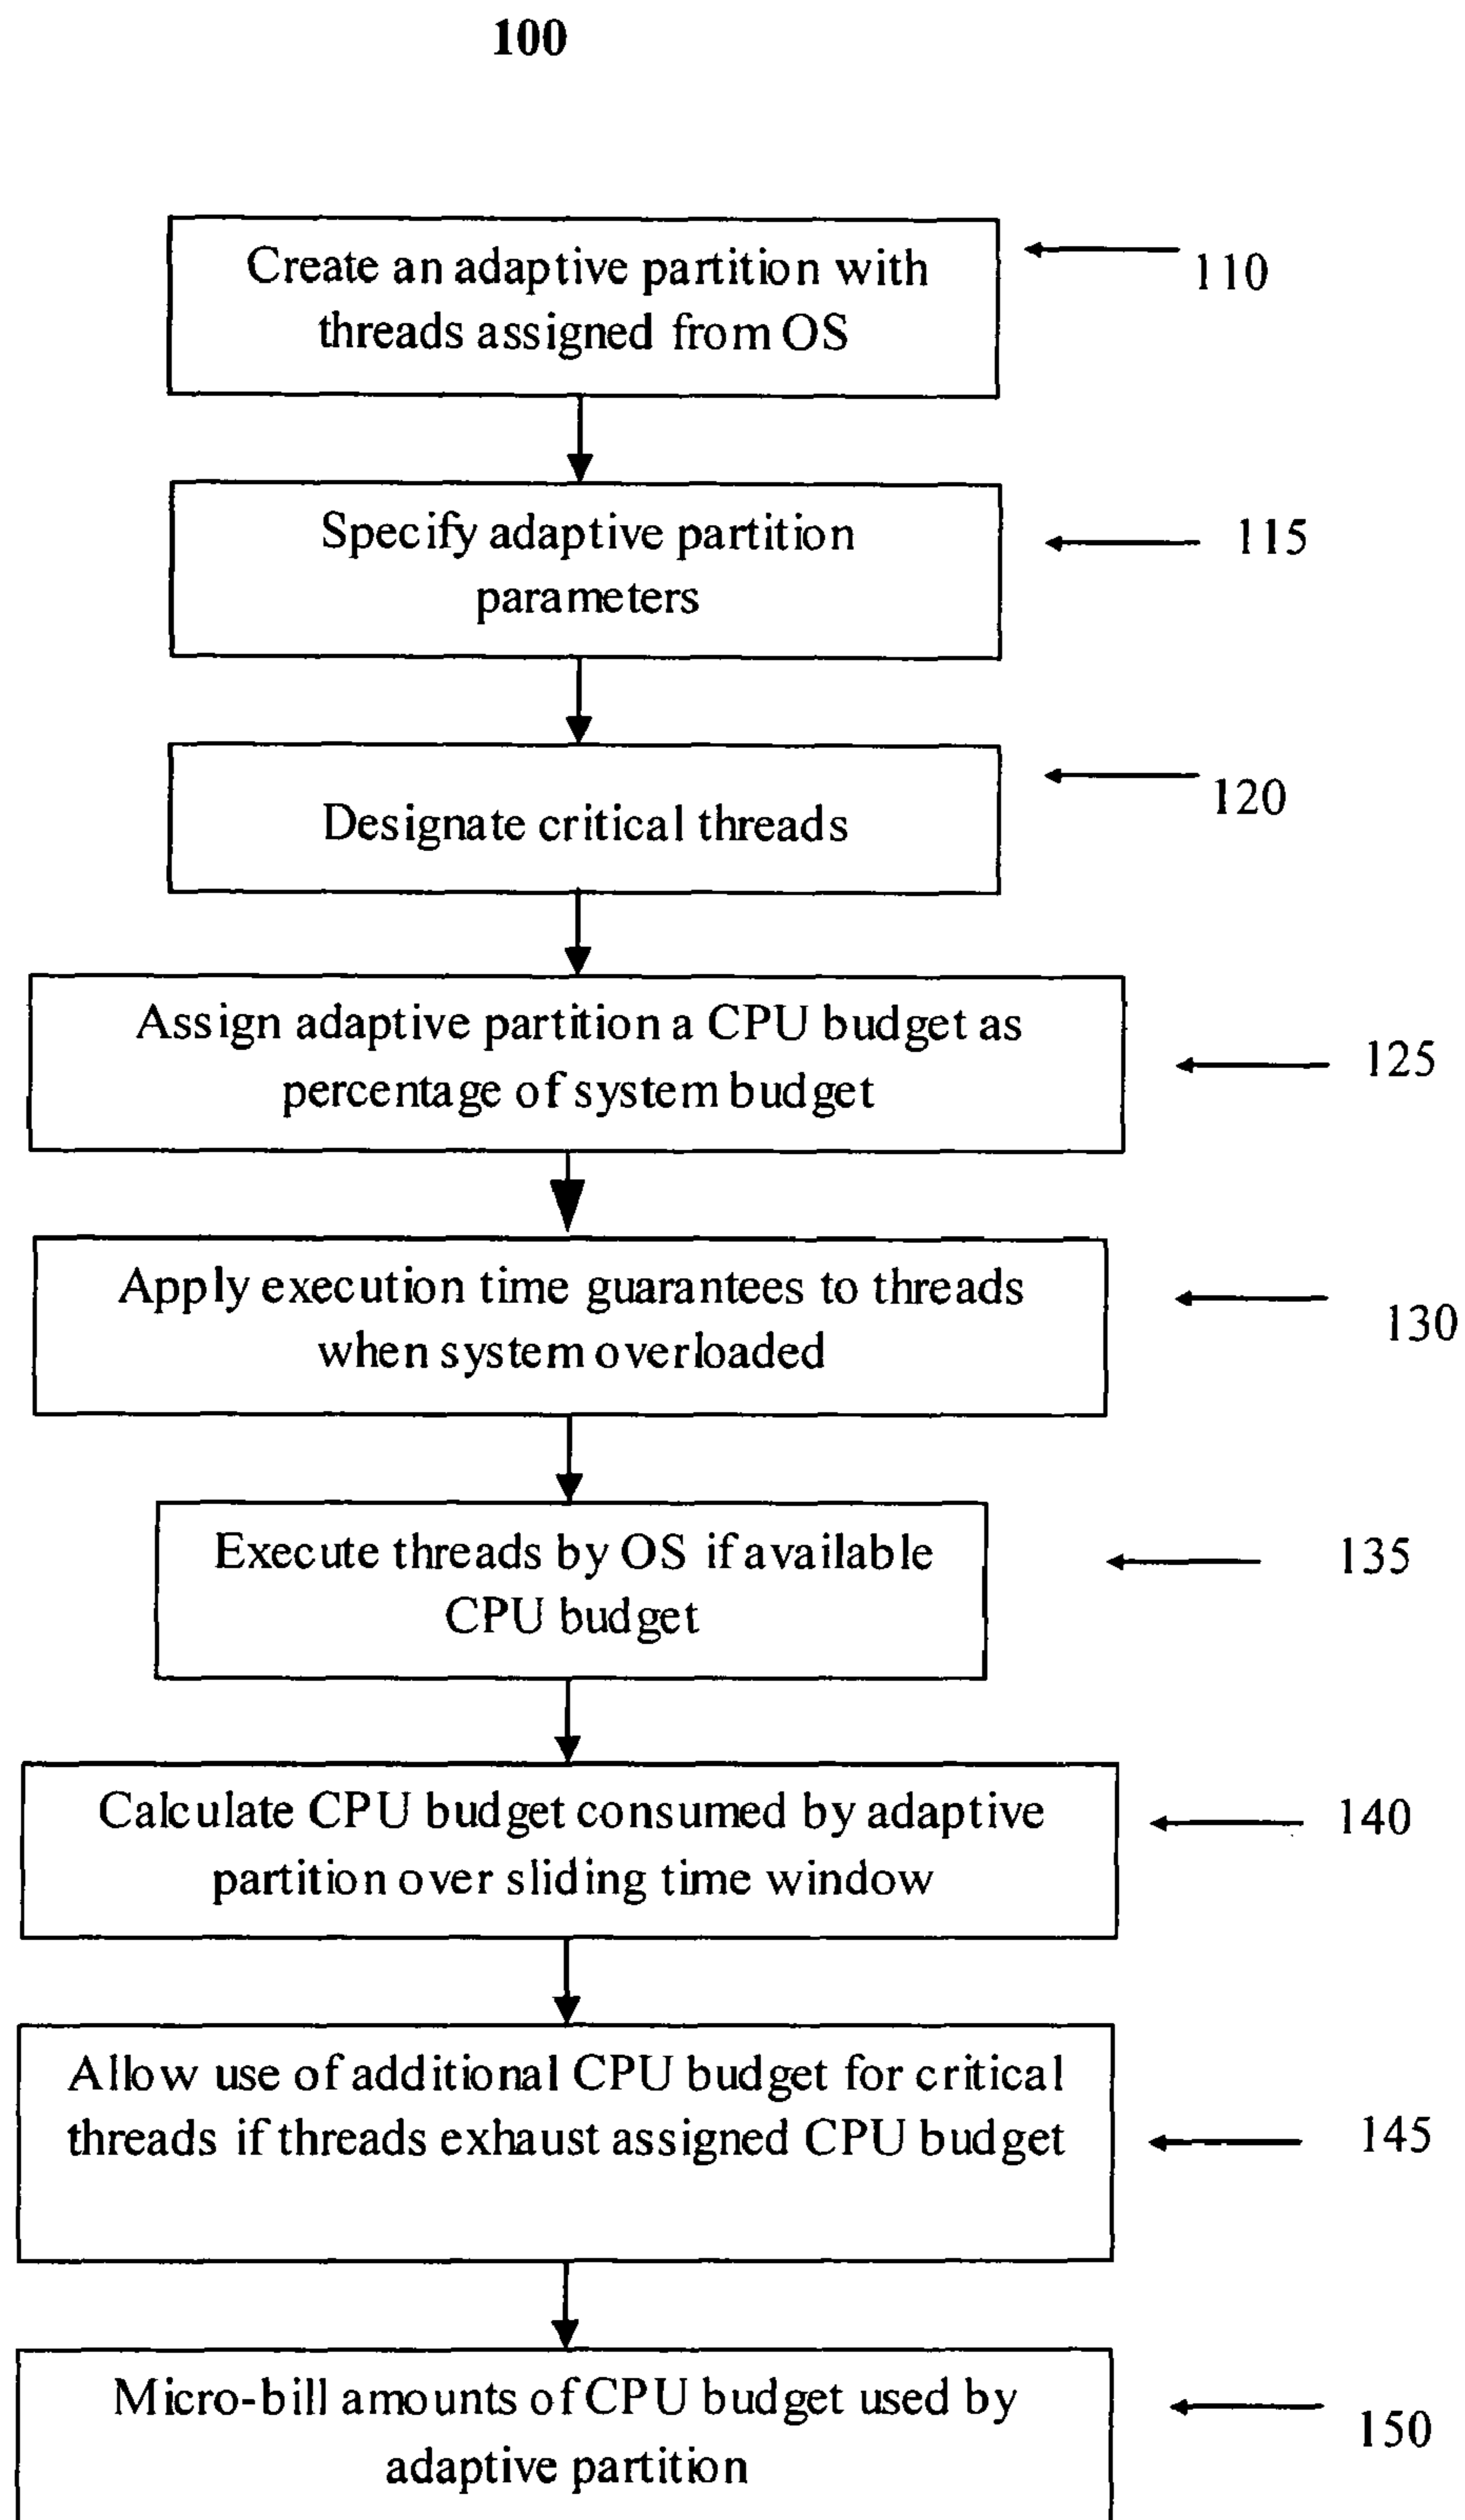 100
Create an adaptive partition with
threads assigned from OS
110
Specify adaptive partition
parameters
115
Designate critical threads
120
Assign adaptive partition a CPU budget as
percentage of system budget
125
Apply execution time guarantees to threads
when system overloaded
130
Execute threads by OS if available
CPU budget
135
Calculate CPU budget consumed by adaptive
partition over sliding time window
140
Allow use of additional CPU budget for critical
threads if threads exhaust assigned CPU budget
145
Micro-bill amounts of CPU budget used by
adaptive partition
150